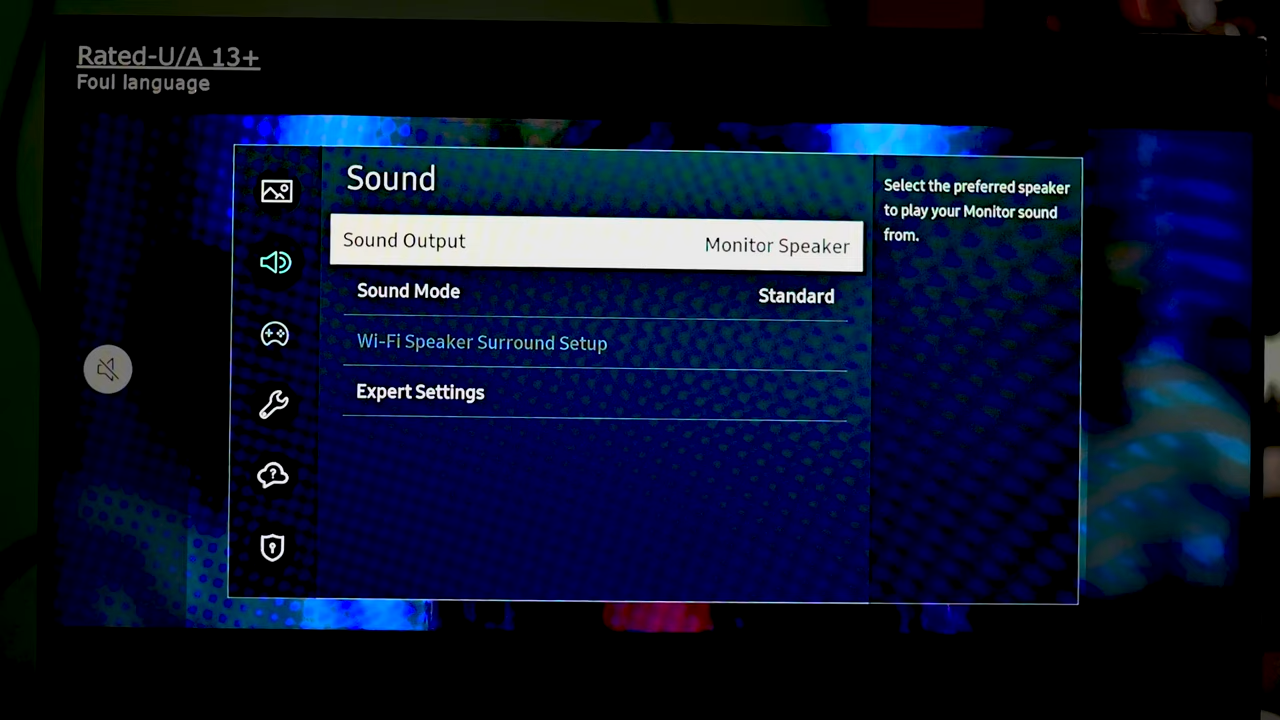 Rated-U/A 13+
Foul language
Sound
Sound Output Monitor Speaker
Sound Mode Standard
Wi-Fi Speaker Surround Setup
Expert Settings
Select the preferred speaker
to play your Monitor sound
from.